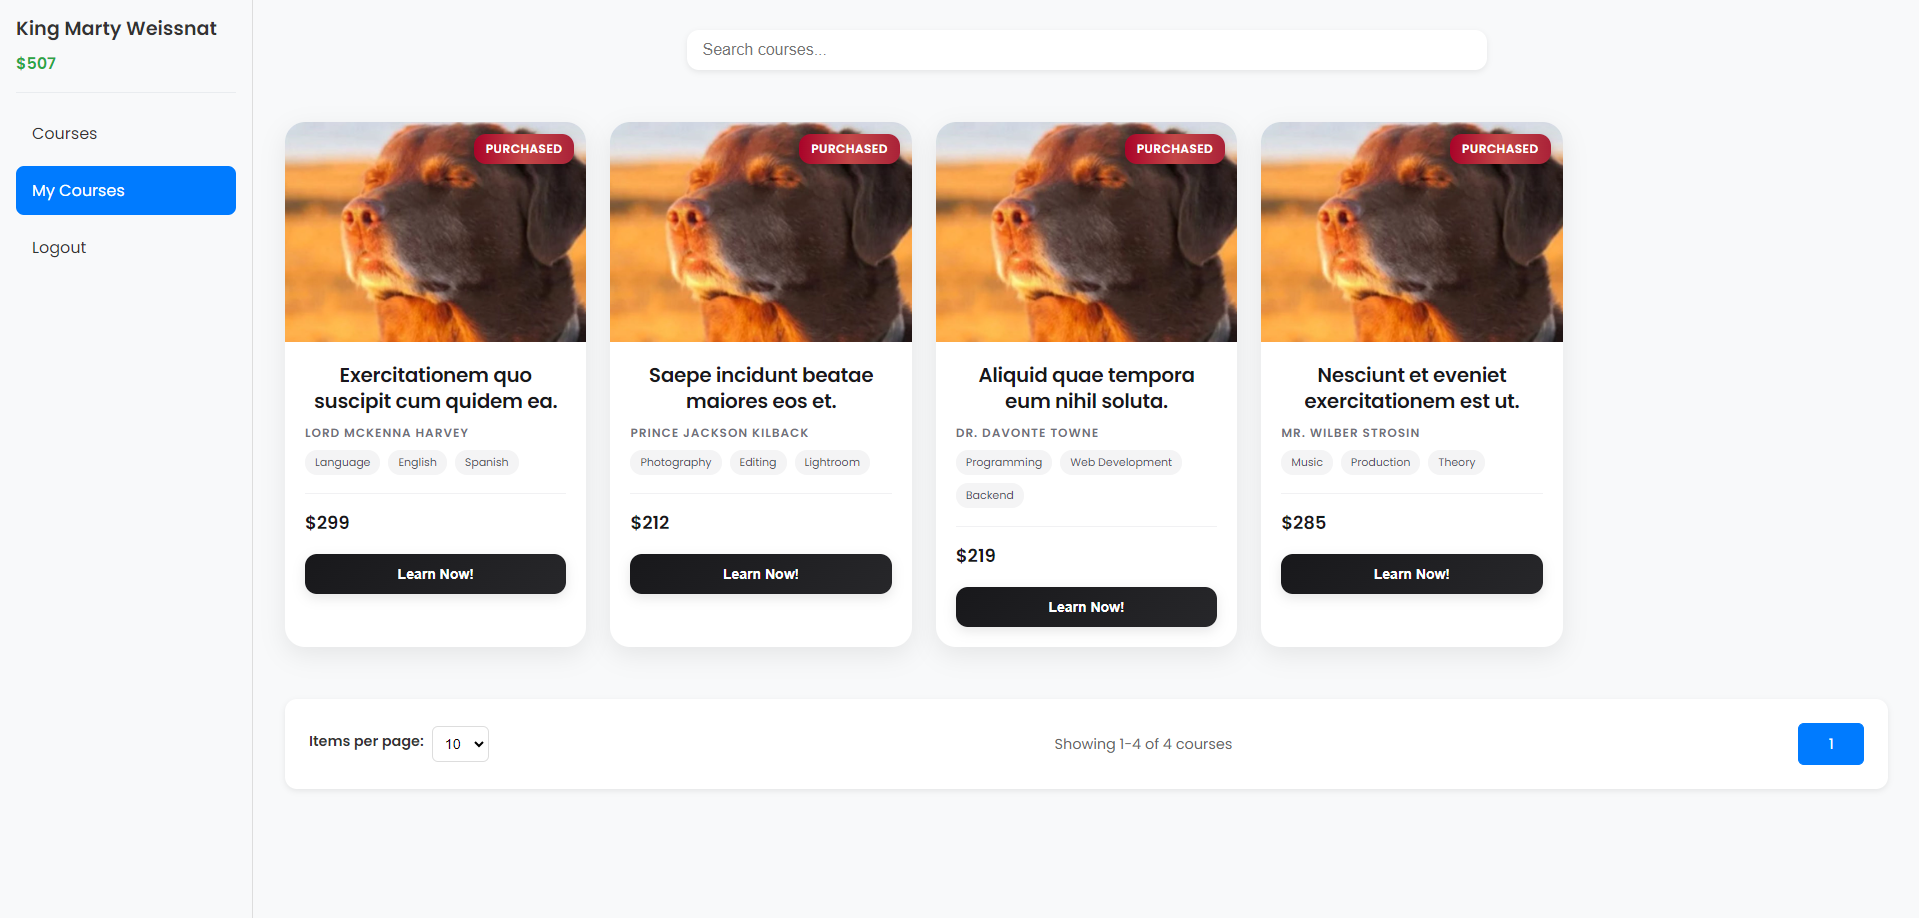 King Marty Weissnat
$507
Courses
My Courses
Logout
Search courses...
PURCHASED
Exercitationem quo
suscipit cum quidem ea.
LORD MCKENNA HARVEY
Language English Spanish
$299
Learn Now!
PURCHASED
Saepe incidunt beatae
maiores eos et.
PRINCE JACKSON KILBACK
Photography Editing Lightroom
$212
Learn Now!
PURCHASED
Aliquid quae tempora
eum nihil soluta.
DR. DAVONTE TOWNE
Programming Web Development
Backend
$219
Learn Now!
PURCHASED
Nesciunt et eveniet
exercitationem est ut.
MR. WILBER STROSIN
Music Production Theory
$285
Learn Now!
Items per page: 10
Showing 1-4 of 4 courses
1